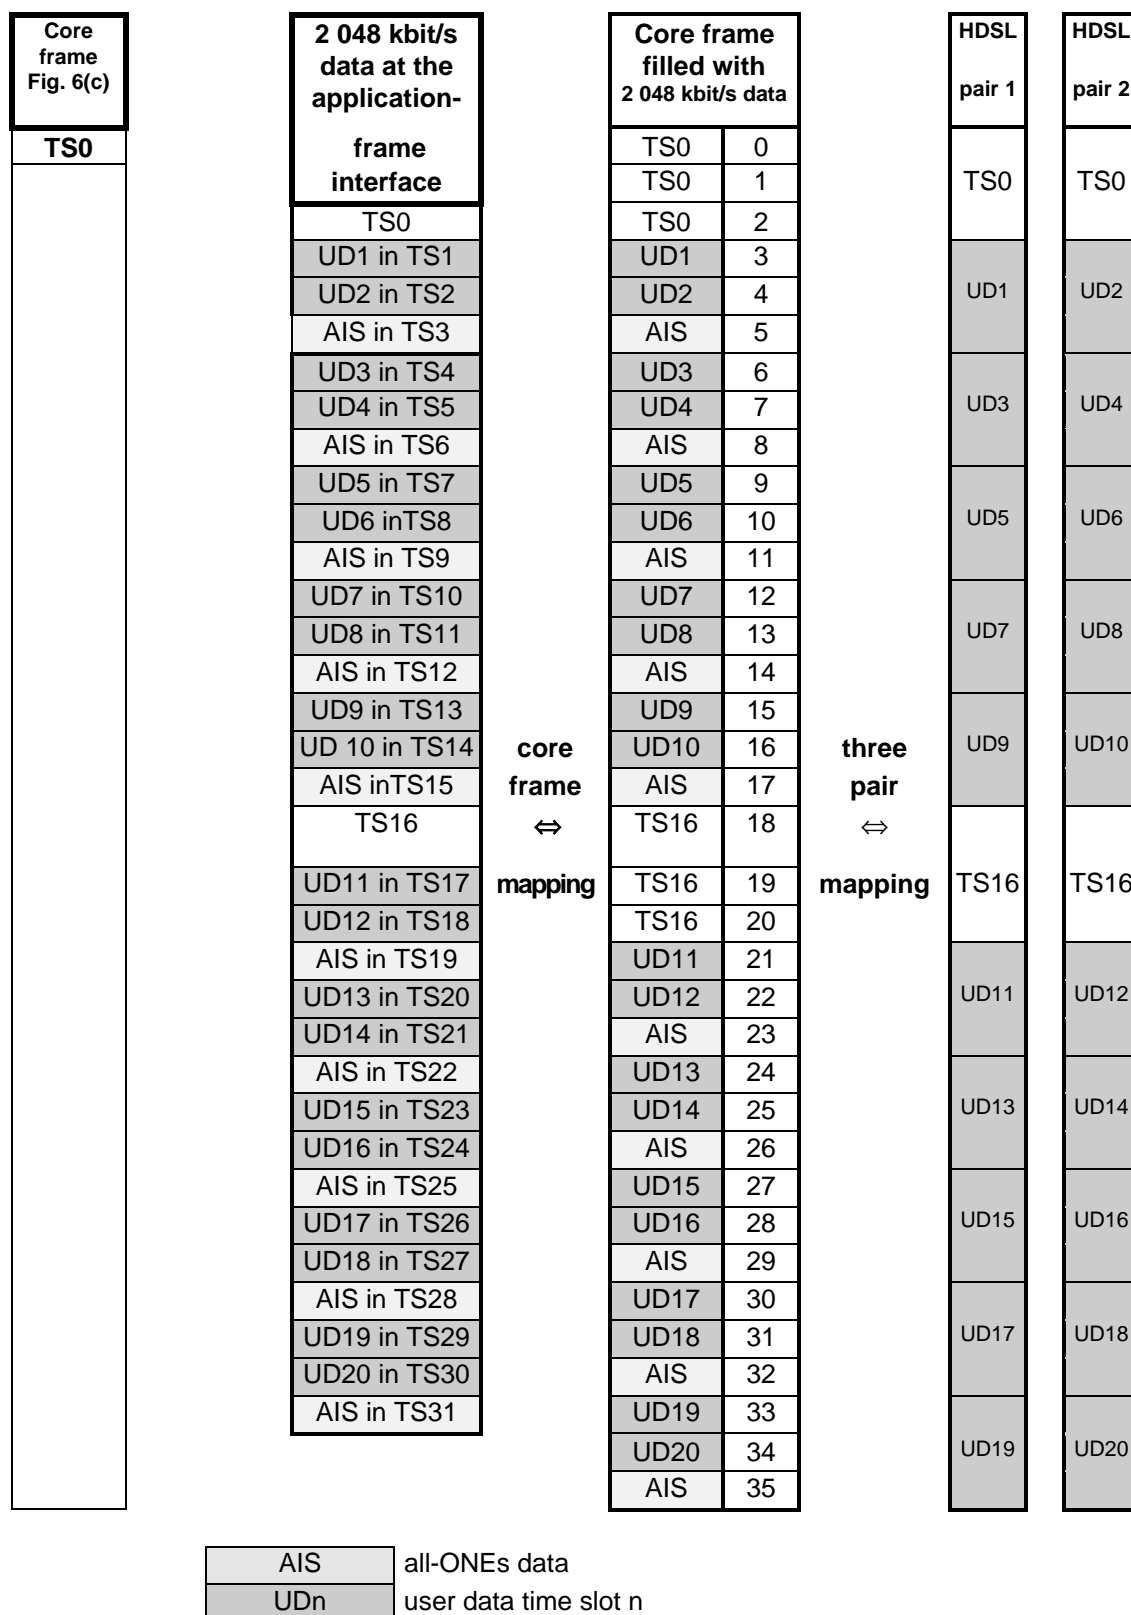 Core
frame
Fig. 6(c)
TS0
2 048 kbit/s
data at the
application-
frame
interface
TS0
UD1 in TS1
UD2 in TS2
AIS in TS3
UD3 in TS4
UD4 in TS5
AIS in TS6
UD5 in TS7
UD6 inTS8
AIS in TS9
UD7 in TS10
UD8 in TS11
AIS in TS12
UD9 in TS13
UD 10 in TS14
AIS inTS15
TS16
UD11 in TS17
UD12 in TS18
AIS in TS19
UD13 in TS20
UD14 in TS21
AIS in TS22
UD15 in TS23
UD16 in TS24
AIS in TS25
UD17 in TS26
UD18 in TS27
AIS in TS28
UD19 in TS29
UD20 in TS30
AIS in TS31
core
frame
⇔
mapping
Core frame
filled with
2 048 kbit/s data
TS0 0
TS0 1
TS0 2
UD1 3
UD2 4
AIS 5
UD3 6
UD4 7
AIS 8
UD5 9
UD6 10
AIS 11
UD7 12
UD8 13
AIS 14
UD9 15
UD10 16
AIS 17
TS16 18
TS16 19
TS16 20
UD11 21
UD12 22
AIS 23
UD13 24
UD14 25
AIS 26
UD15 27
UD16 28
AIS 29
UD17 30
UD18 31
AIS 32
UD19 33
UD20 34
AIS 35
three
pair
⇔
mapping
HDSL
pair 1
TS0
UD1
UD3
UD5
UD7
UD9
TS16
UD11
UD13
UD15
UD17
UD19
HDSL
pair 2
TS0
UD2
UD4
UD6
UD8
UD10
TS16
UD12
UD14
UD16
UD18
UD20
AIS all-ONEs data
UDn user data time slot n